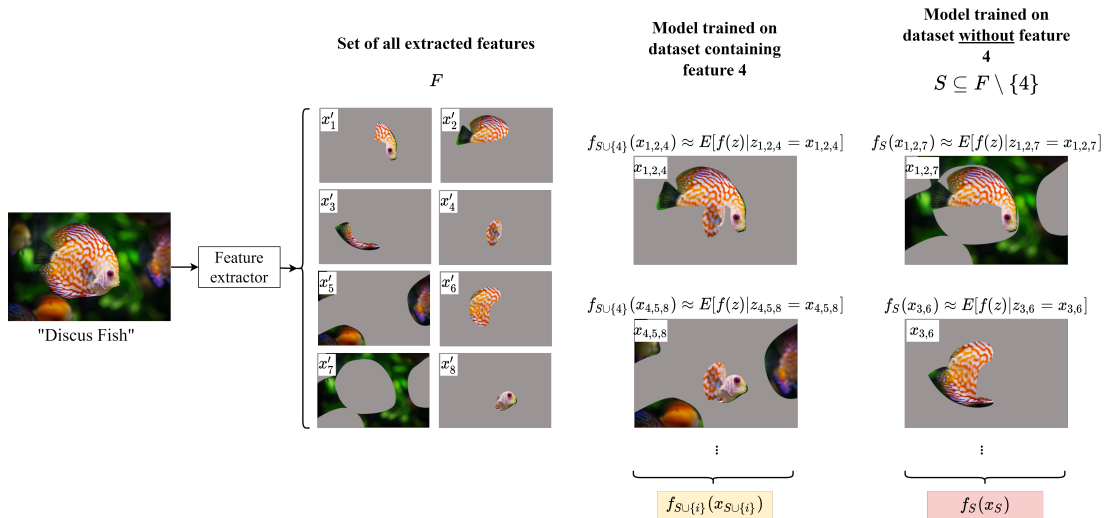 Set of all extracted features
F
Model trained on
dataset containing
feature 4
Model trained on
dataset without feature
4
S ⊆ F \ {4}
"Discus Fish"
Feature
extractor
x′1
x′2
x′3
x′4
x′5
x′6
x′7
x′8
f_{S∪{4}}(x_{1,2,4}) ≈ E[f(z)|z_{1,2,4} = x_{1,2,4}]
x_{1,2,4}
f_{S∪{4}}(x_{4,5,8}) ≈ E[f(z)|z_{4,5,8} = x_{4,5,8}]
x_{4,5,8}
⋮
f_{S∪{i}}(x_{S∪{i}})
f_S(x_{1,2,7}) ≈ E[f(z)|z_{1,2,7} = x_{1,2,7}]
x_{1,2,7}
f_S(x_{3,6}) ≈ E[f(z)|z_{3,6} = x_{3,6}]
x_{3,6}
⋮
f_S(x_S)